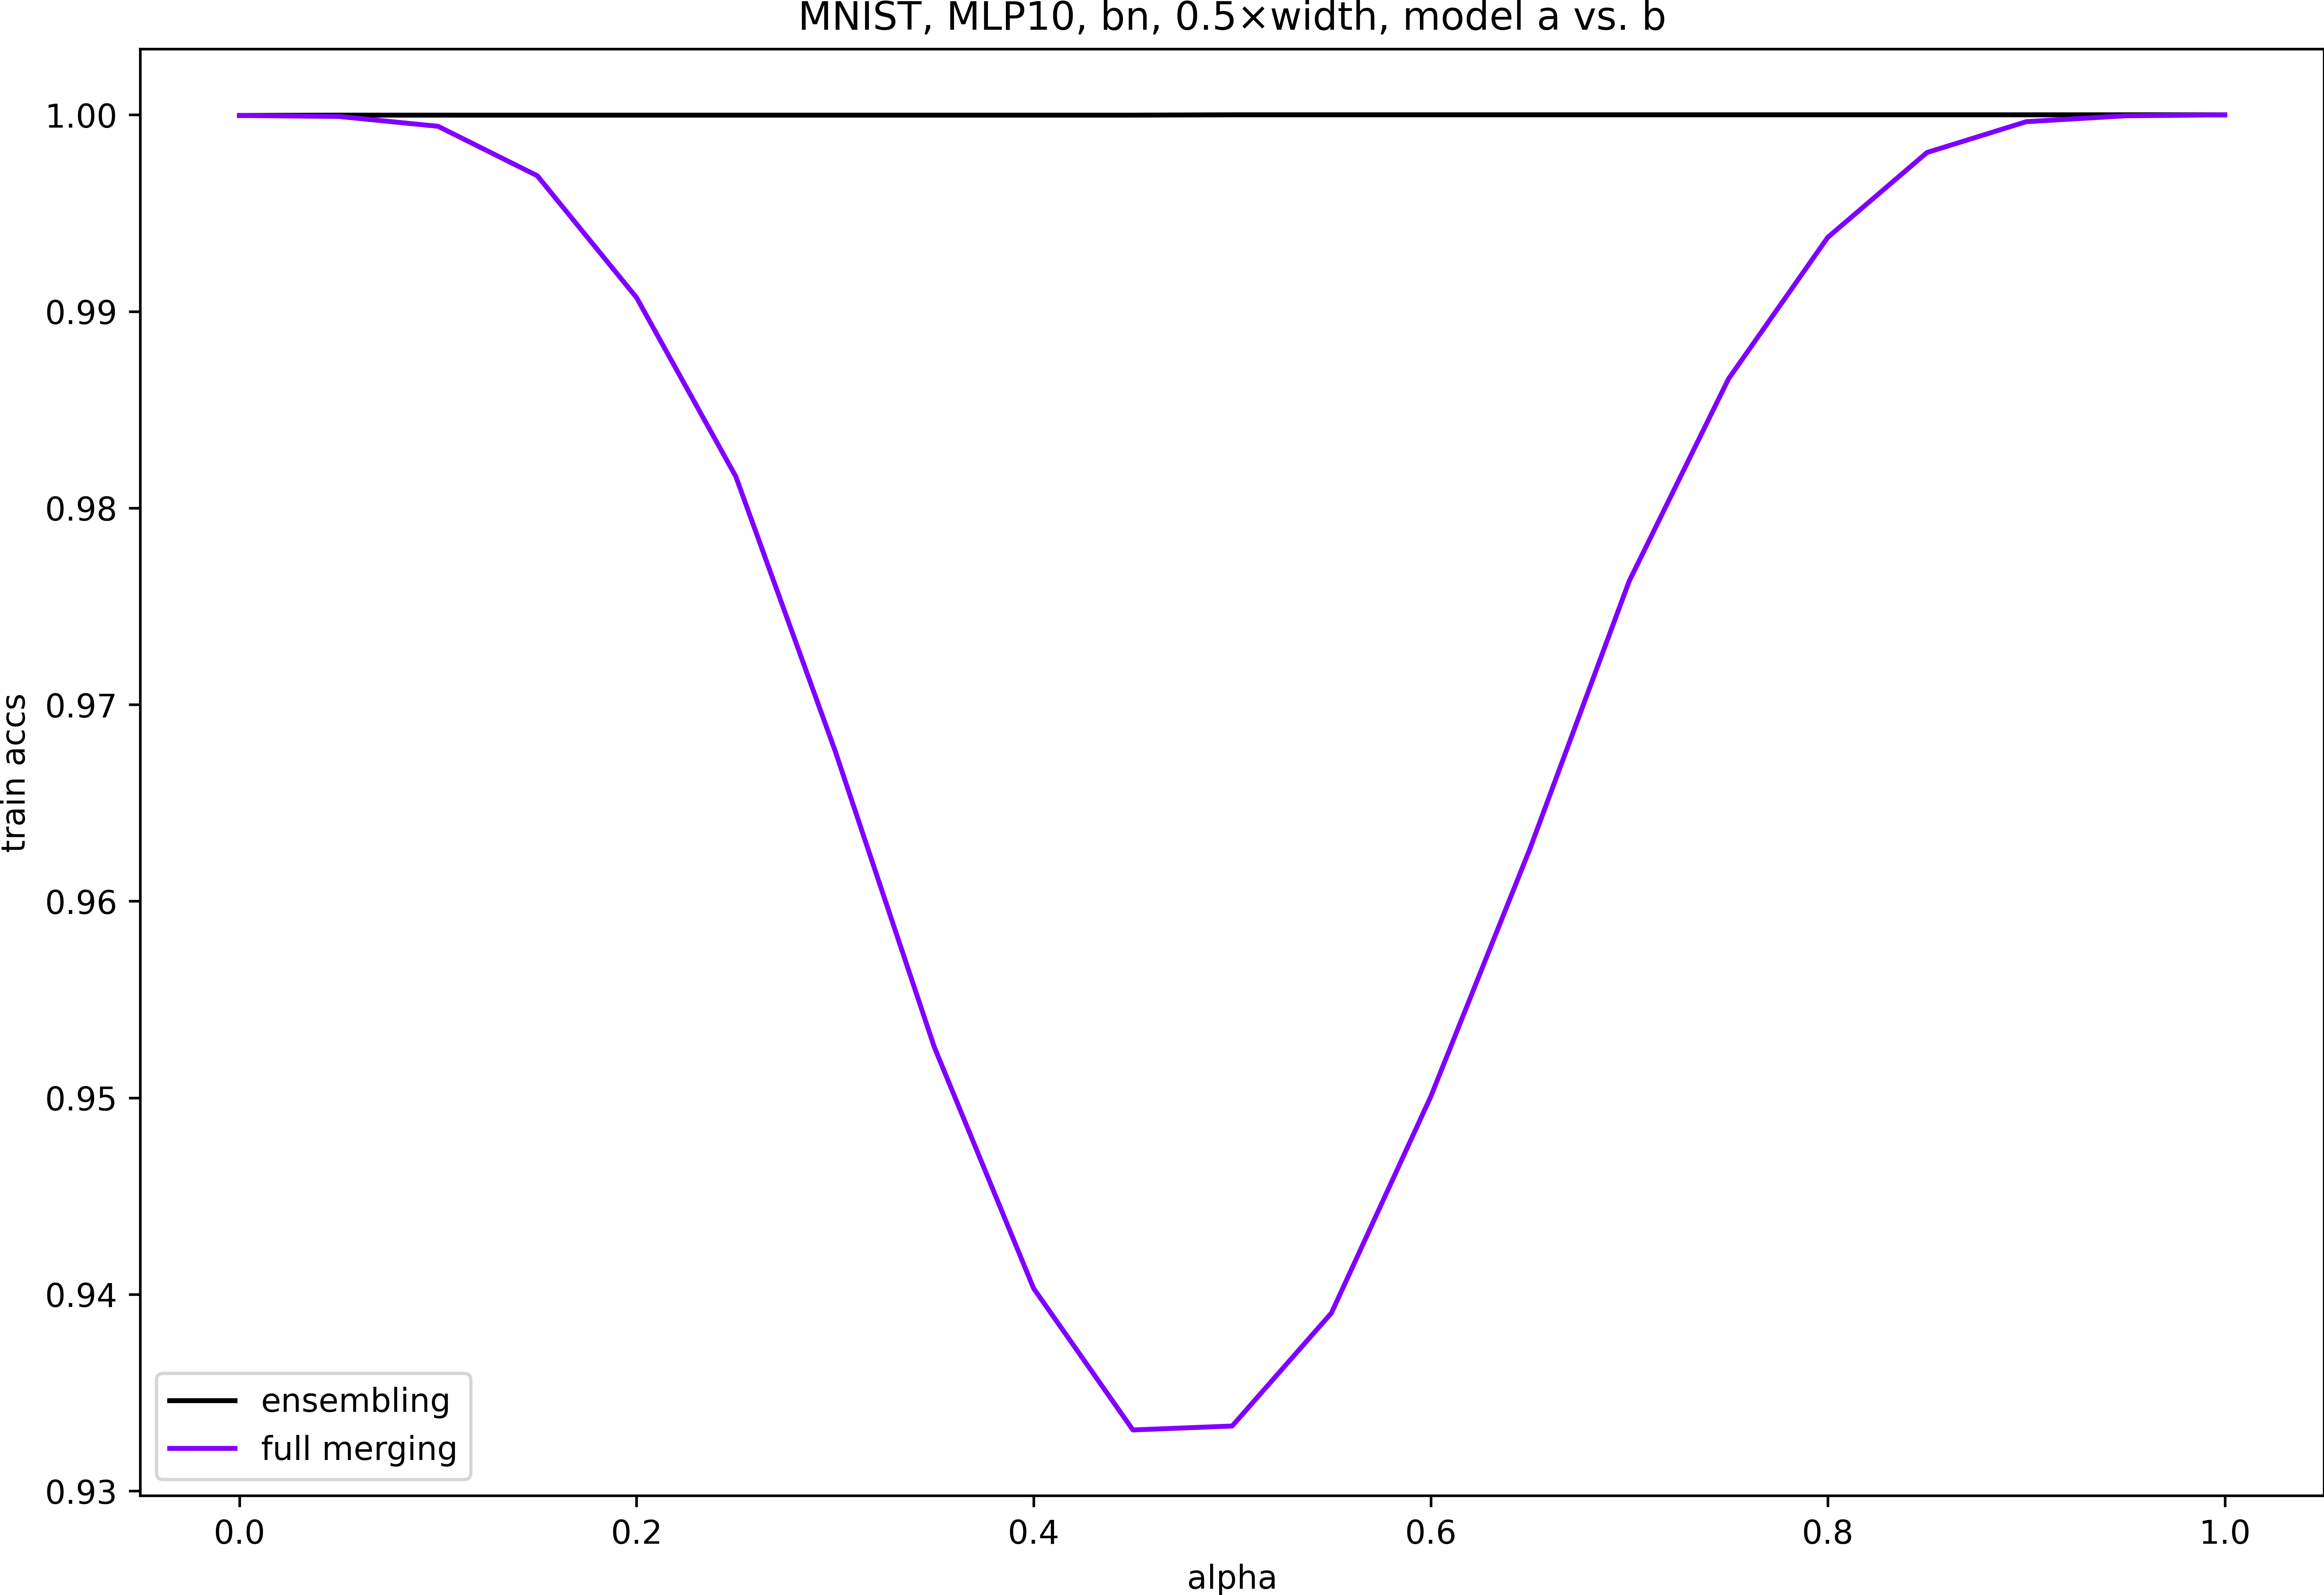 MNIST, MLP10, bn, 0.5×width, model a vs. b
train accs
1.00
0.99
0.98
0.97
0.96
0.95
0.94
0.93
ensembling
full merging
0.0 0.2 0.4 0.6 0.8 1.0
alpha